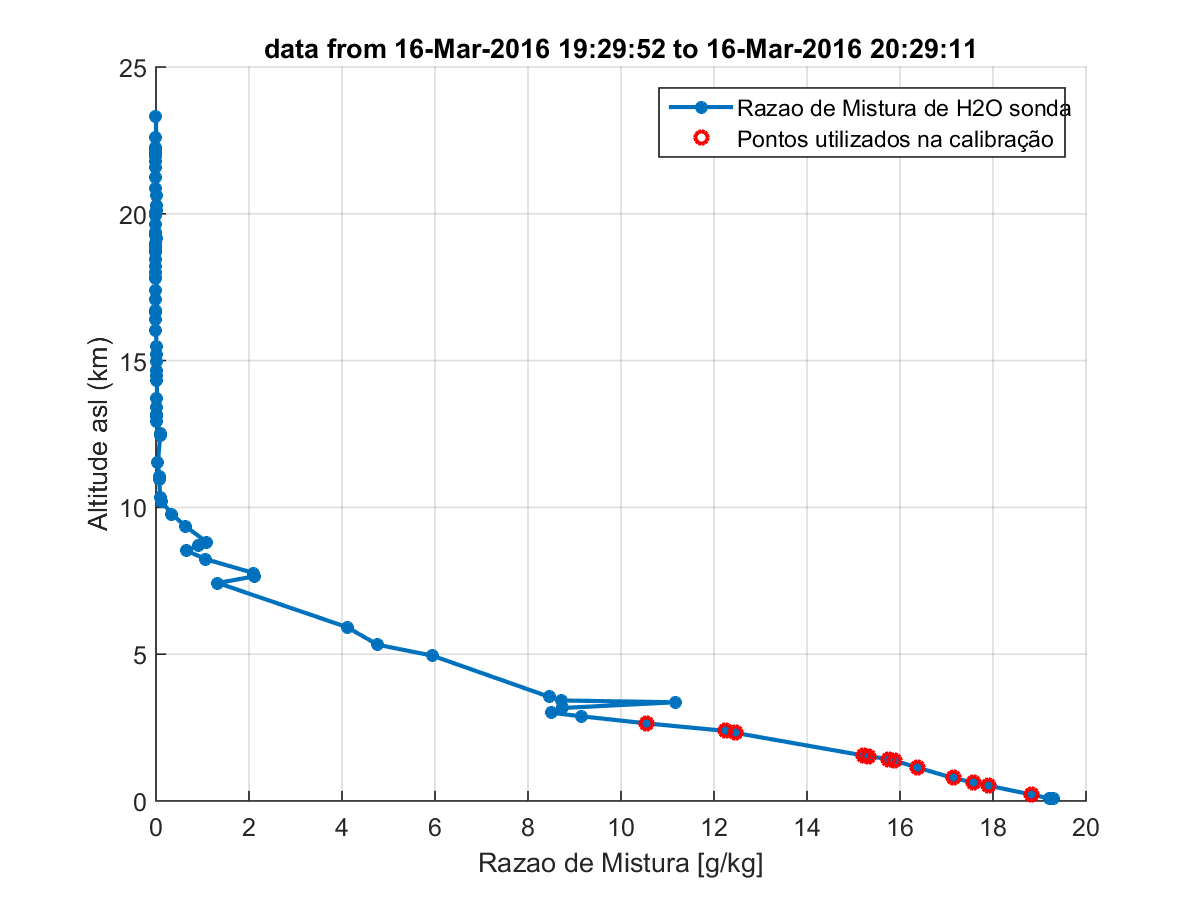 data from 16-Mar-2016 19:29:52 to 16-Mar-2016 20:29:11
Razao de Mistura de H2O sonda
Pontos utilizados na calibração
Altitude asl (km)
25
20
15
10
5
0
0 2 4 6 8 10 12 14 16 18 20
Razao de Mistura [g/kg]